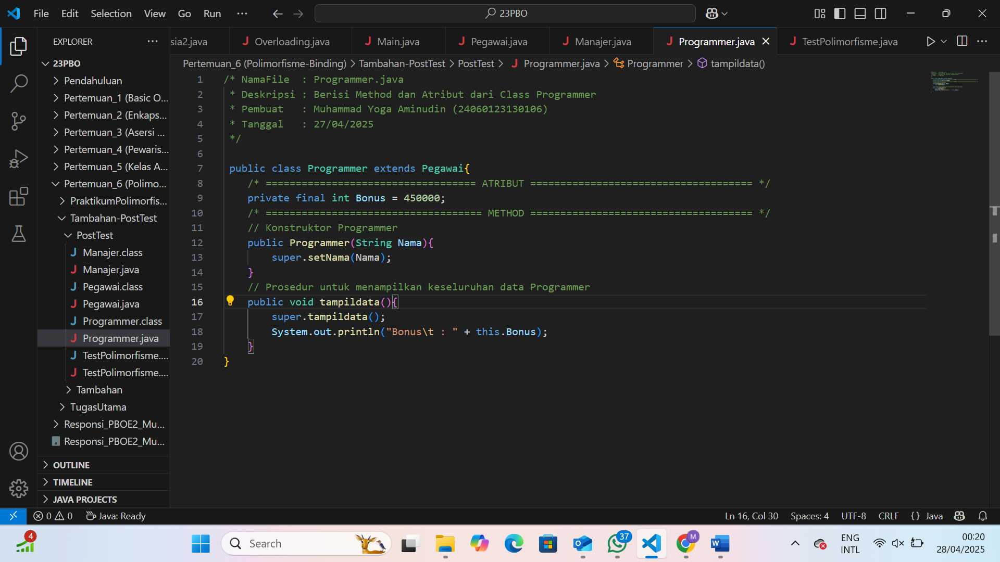 File Edit Selection View Go Run ...
23PBO
EXPLORER ...
sia2.java
Overloading.java
Main.java
Pegawai.java
Manajer.java
Programmer.java
TestPolimorfisme.java
Pertemuan_6 (Polimorfisme-Binding) > Tambahan-PostTest > PostTest > J Programmer.java > Programmer > tampildata()
23PBO
Pendahuluan
Pertemuan_1 (Basic O...
Pertemuan_2 (Enkaps...
Pertemuan_3 (Asersi ...
Pertemuan_4 (Pewaris...
Pertemuan_5 (Kelas A...
Pertemuan_6 (Polimo...
PraktikumPolimorfis...
Tambahan-PostTest
PostTest
J Manajer.class
J Manajer.java
J Pegawai.class
J Pegawai.java
J Programmer.class
J Programmer.java
J TestPolimorfisme....
J TestPolimorfisme....
Tambahan
TugasUtama
Responsi_PBOE2_Mu...
Responsi_PBOE2_Mu...
OUTLINE
TIMELINE
JAVA PROJECTS
1 /* NamaFile  : Programmer.java
2  * Deskripsi : Berisi Method dan Atribut dari Class Programmer
3  * Pembuat   : Muhammad Yoga Aminudin (24060123130106)
4  * Tanggal   : 27/04/2025
5  */
6
7  public class Programmer extends Pegawai{
8     /* =================================== ATRIBUT ===================================== */
9     private final int Bonus = 450000;
10     /* ==================================== METHOD ===================================== */
11     // Konstruktor Programmer
12     public Programmer(String Nama){
13         super.setNama(Nama);
14     }
15     // Prosedur untuk menampilkan keseluruhan data Programmer
16     public void tampildata(){
17         super.tampildata();
18         System.out.println("Bonus\t : " + this.Bonus);
19     }
20 }
0 0 Java: Ready
Ln 16, Col 30 Spaces: 4 UTF-8 CRLF {} Java
4
Search
37
M
ENG
INTL
00:20
28/04/2025